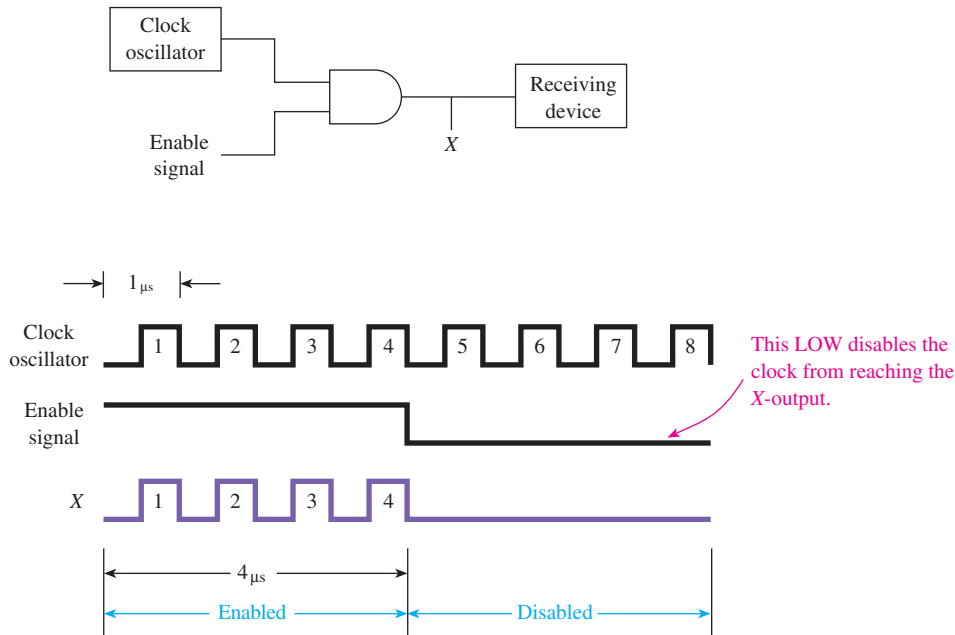 Clock
oscillator
Enable
signal
X
Receiving
device
1 μs
Clock
oscillator
1 2 3 4 5 6 7 8
This LOW disables the
clock from reaching the
X-output.
Enable
signal
X
1 2 3 4
4 μs
Enabled
Disabled